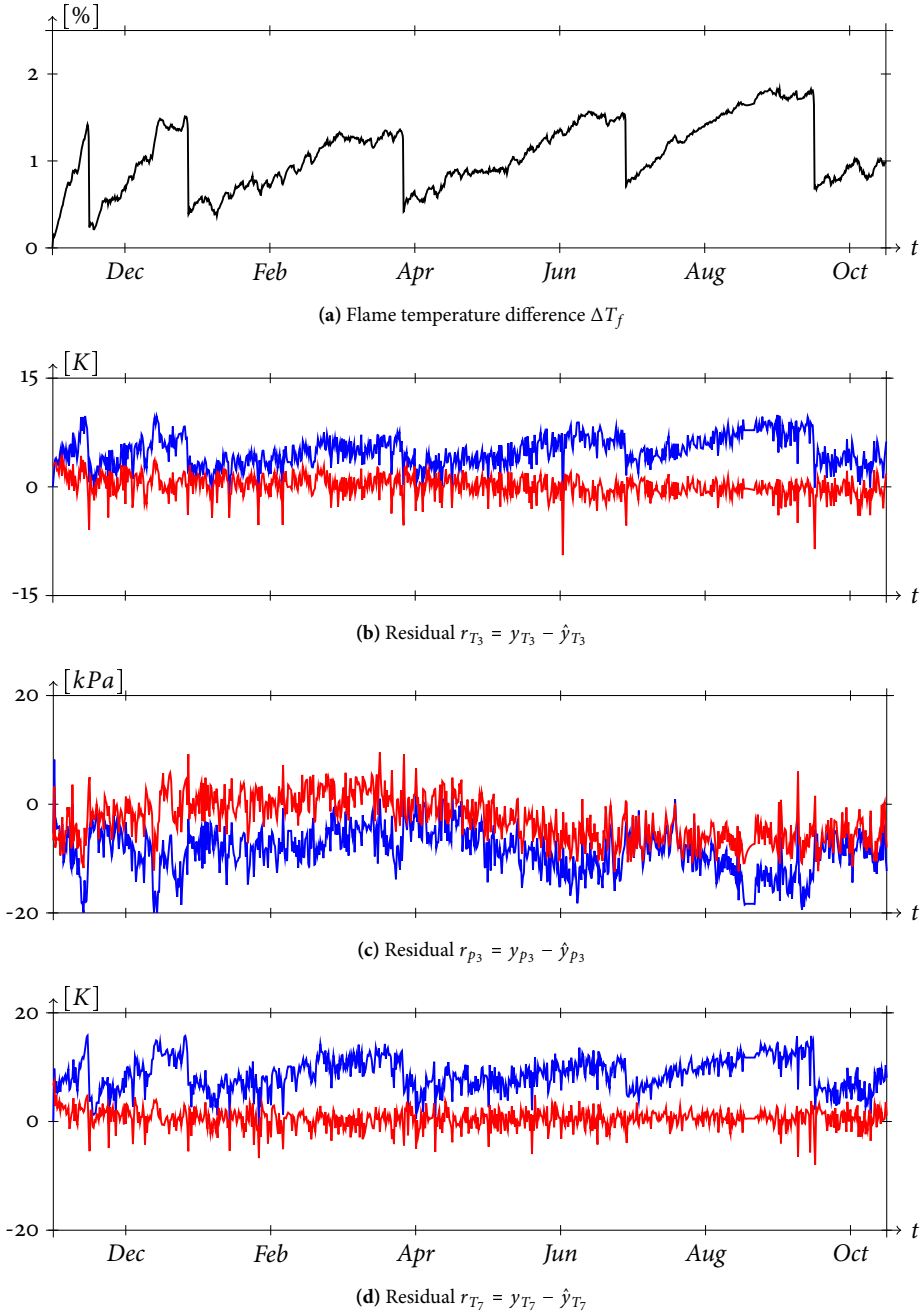 [%]
2
1
0
t
Dec Feb Apr Jun Aug Oct
(a) Flame temperature difference ΔT_f
[K]
15
0
-15
t
(b) Residual r_{T_3} = y_{T_3} − ŷ_{T_3}
[kPa]
20
0
-20
t
(c) Residual r_{p_3} = y_{p_3} − ŷ_{p_3}
[K]
20
0
-20
t
Dec Feb Apr Jun Aug Oct
(d) Residual r_{T_7} = y_{T_7} − ŷ_{T_7}